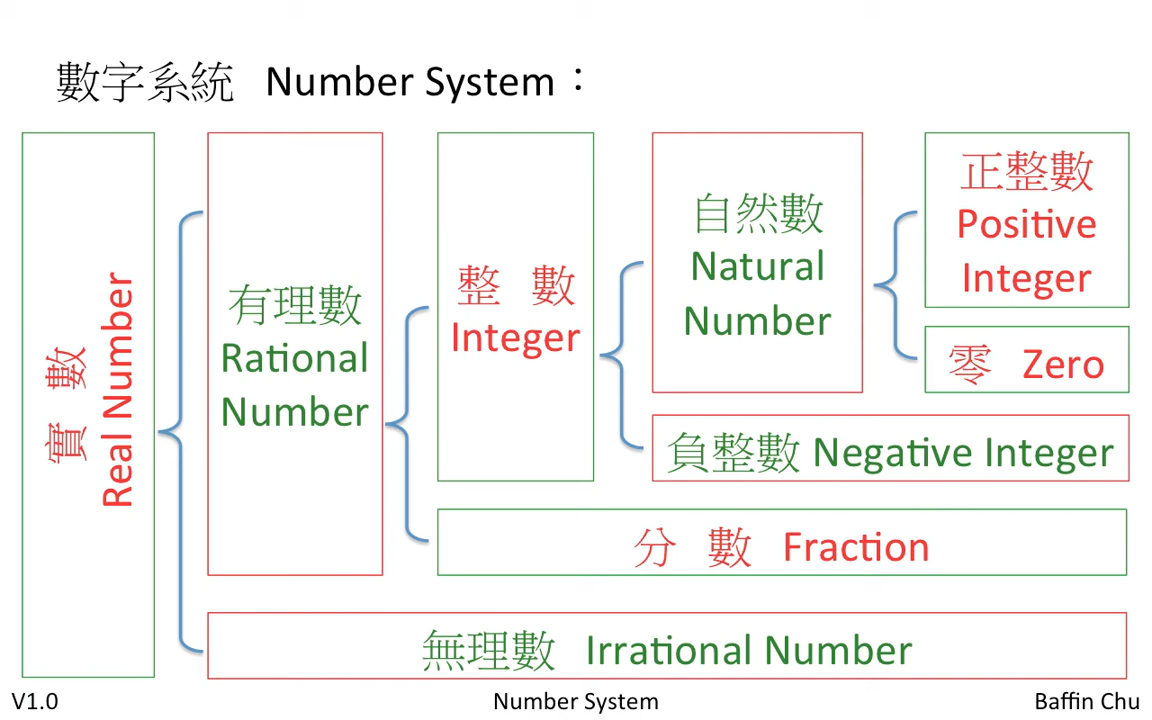 數字系統 Number System：
實 數
Real Number
有理數
Rational
Number
整 數
Integer
自然數
Natural
Number
正整數
Positive
Integer
零 Zero
負整數 Negative Integer
分 數 Fraction
無理數 Irrational Number
V1.0
Number System
Baffin Chu